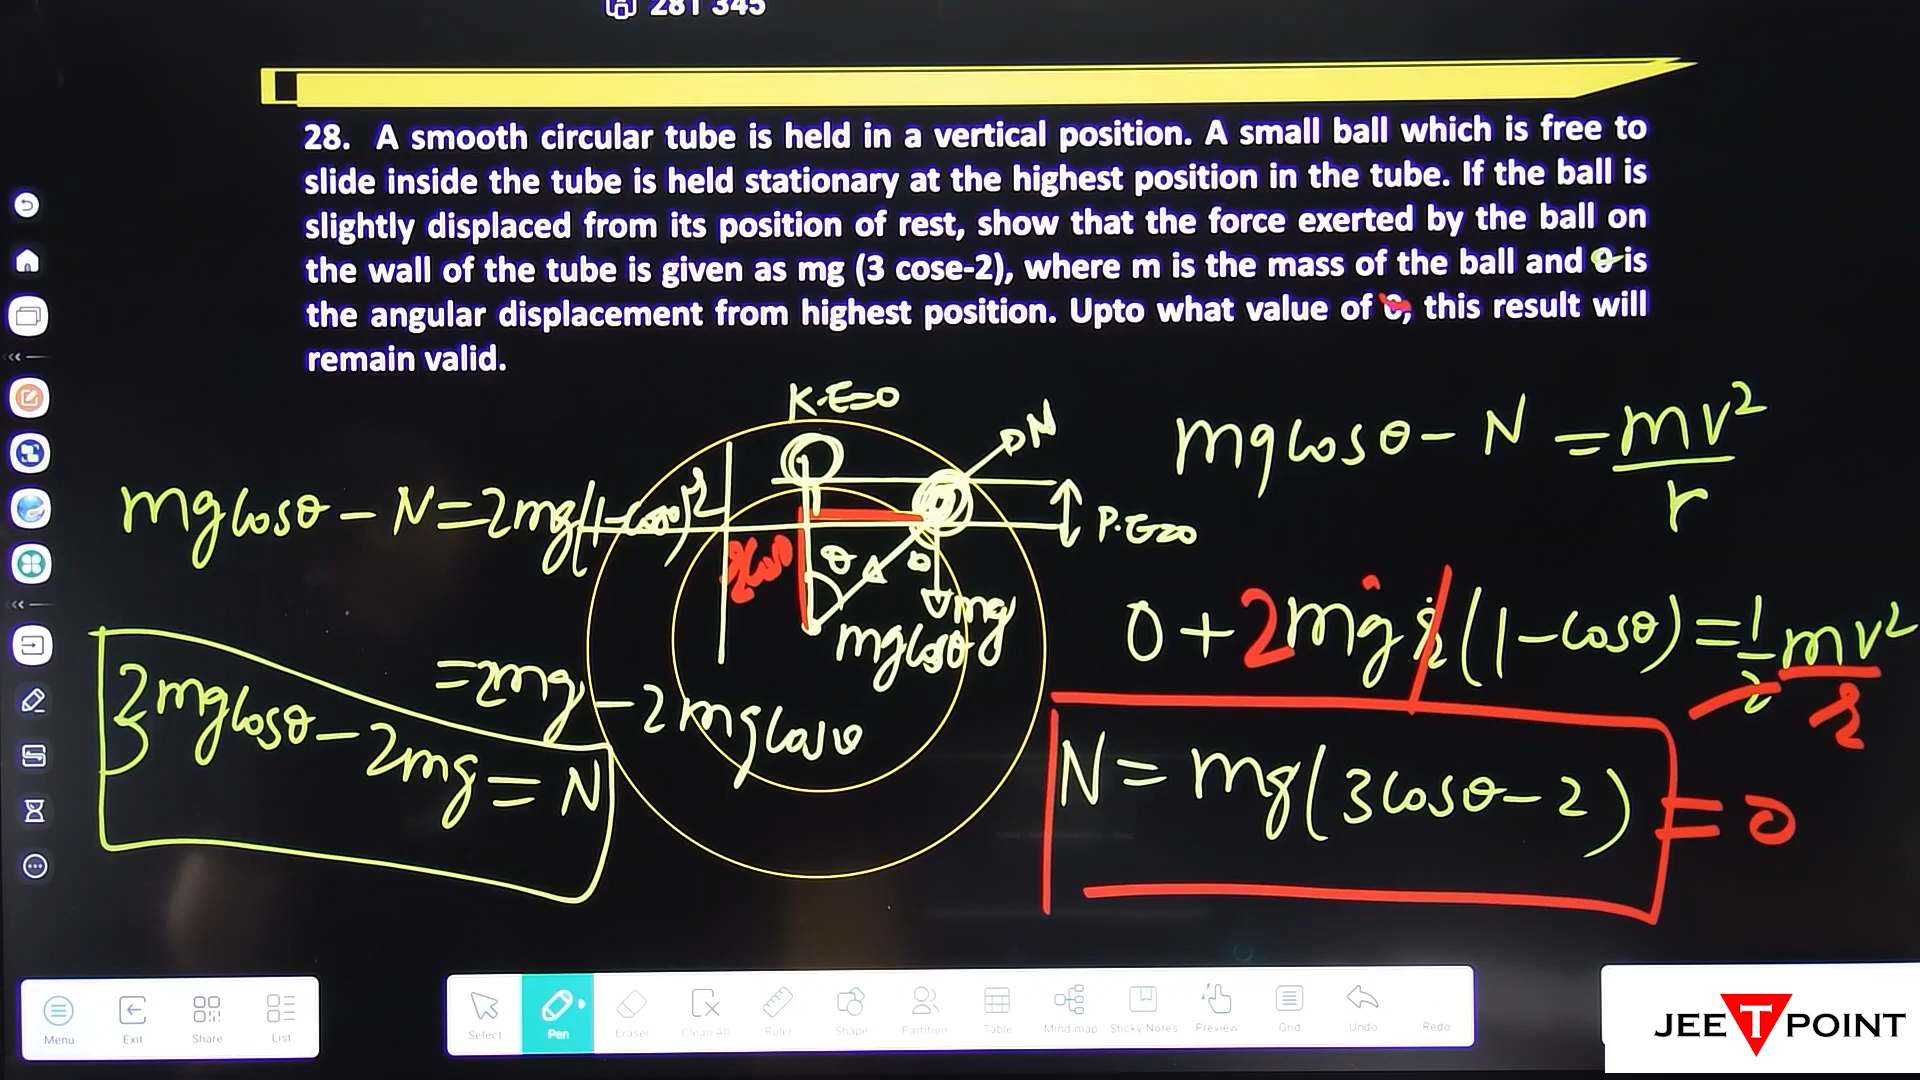 281 345
28. A smooth circular tube is held in a vertical position. A small ball which is free to
slide inside the tube is held stationary at the highest position in the tube. If the ball is
slightly displaced from its position of rest, show that the force exerted by the ball on
the wall of the tube is given as mg (3 cose-2), where m is the mass of the ball and θ is
the angular displacement from highest position. Upto what value of θ, this result will
remain valid.
K.E=0
N
mg cosθ - N = mv²/r
mg cosθ - N = 2mg(1-cosθ)
P.E=0
r cosθ
θ
θ
mg
mg cosθ
0 + 2mgr(1-cosθ) = 1/2 mv²/r
= 2mg - 2mg cosθ
3mg cosθ - 2mg = N
N = mg(3cosθ - 2) = 0
Menu
Exit
Share
List
Select
Pen
Eraser
Clean All
Ruler
Shape
Partition
Table
Mind map
Sticky Notes
Preview
Grid
Undo
Redo
JEE T POINT